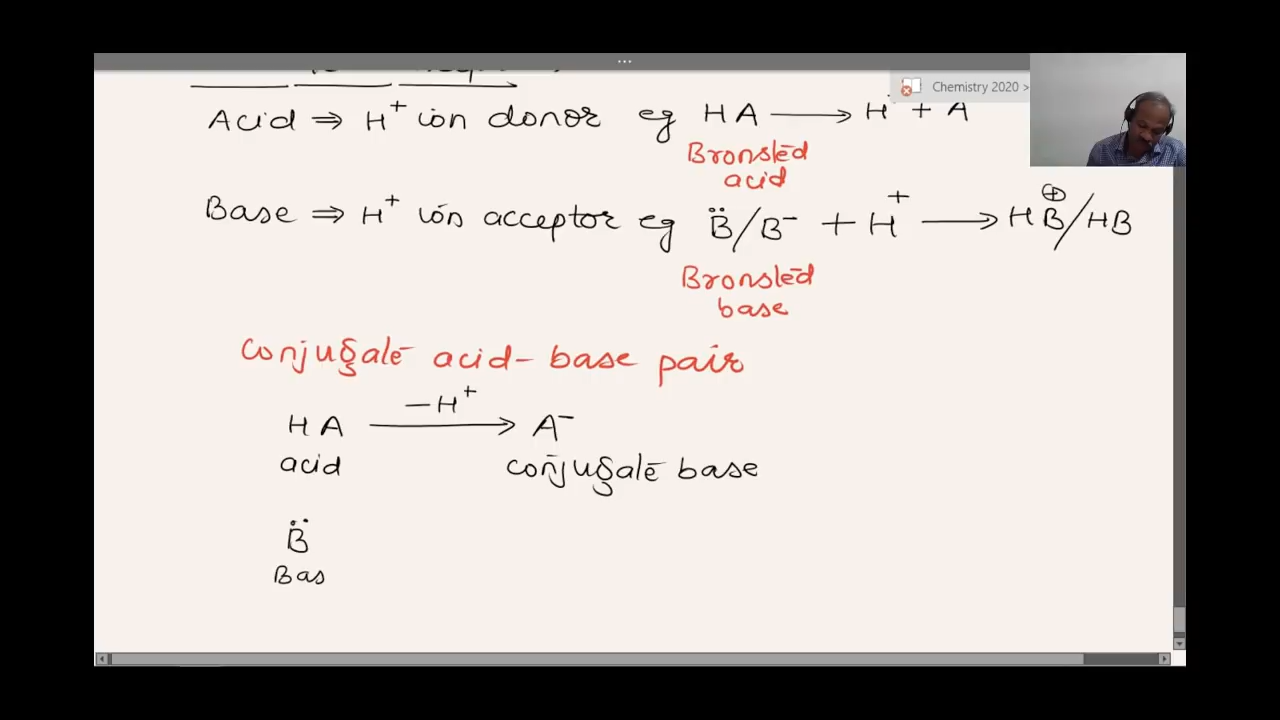 Chemistry 2020 >
Acid ⇒ H⁺ ion donor eg HA ⟶ H⁺ + A
Bronsted
acid
Base ⇒ H⁺ ion acceptor eg B̈/B⁻ + H⁺ ⟶ HB⊕/HB
Bronsted
base
Conjugate acid-base pair
HA —H⁺⟶ A⁻
acid conjugate base
B̈
Bas